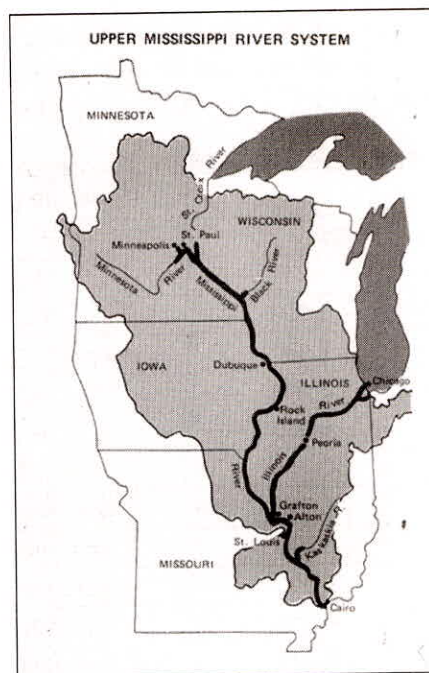 UPPER MISSISSIPPI RIVER SYSTEM
MINNESOTA
St. Croix River
WISCONSIN
St. Paul
Minneapolis
Minnesota River
Mississippi
Black River
IOWA
Dubuque
ILLINOIS
Chicago
Rock
Island
River
Peoria
Illinois
River
Grafton
Alton
St. Louis
Kaskaskia R.
MISSOURI
Cairo